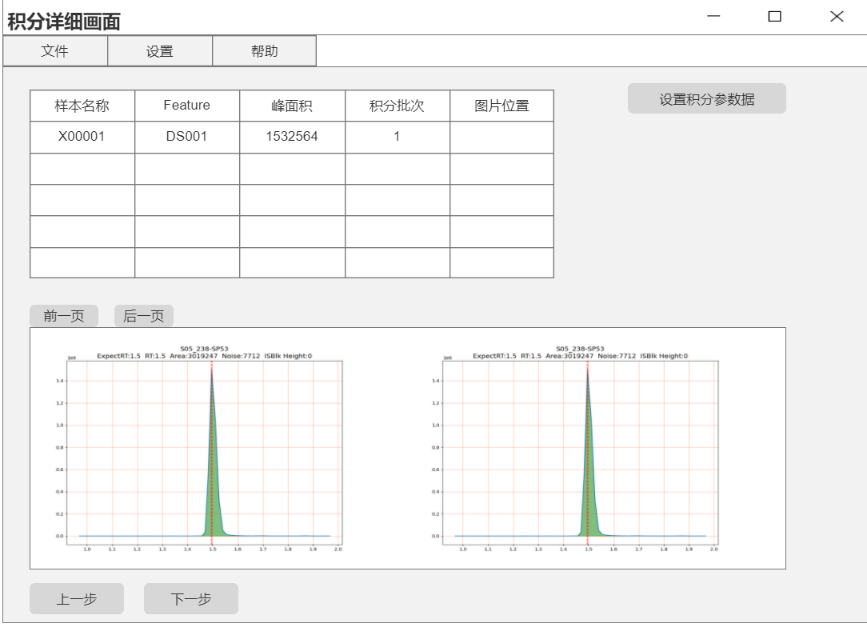 积分详细画面
文件 设置 帮助
设置积分参数据
样本名称 Feature 峰面积 积分批次 图片位置
X00001 DS001 1532564 1
前一页 后一页
S05_238-SP53 S05_238-SP53
ExpectRT:1.5 RT:1.5 Area:3019247 Noise:7712 ISBlk Height:0 ExpectRT:1.5 RT:1.5 Area:3019247 Noise:7712 ISBlk Height:0
1.4 1.4
1.2 1.2
1.0 1.0
0.8 0.8
0.6 0.6
0.4 0.4
0.2 0.2
0.0 0.0
1.0 1.1 1.2 1.3 1.4 1.5 1.6 1.7 1.8 1.9 2.0 1.0 1.1 1.2 1.3 1.4 1.5 1.6 1.7 1.8 1.9 2.0
上一步 下一步